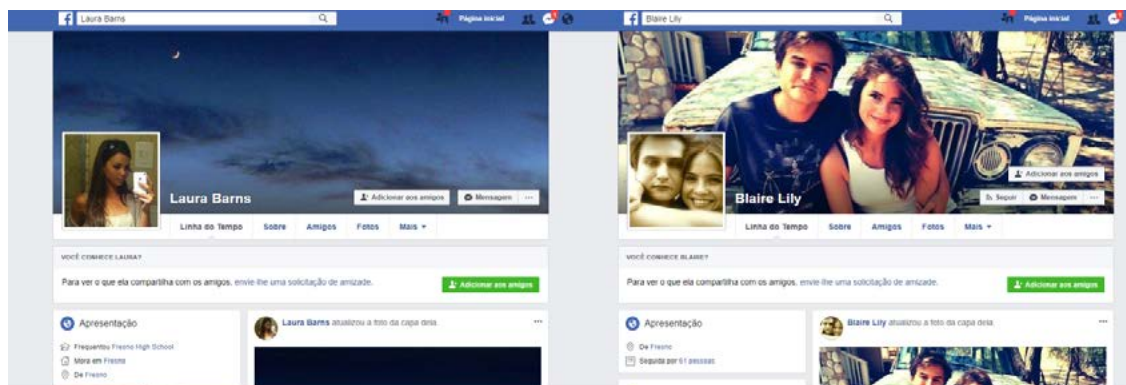 Laura Barns
Página inicial
Laura Barns
Adicionar aos amigos
Mensagem
Linha do Tempo Sobre Amigos Fotos Mais
VOCÊ CONHECE LAURA?
Para ver o que ela compartilha com os amigos, envie-lhe uma solicitação de amizade.
Adicionar aos amigos
Apresentação
Frequentou Fresno High School
Mora em Fresno
De Fresno
Laura Barns atualizou a foto da capa dela.
Blaire Lily
Página inicial
Adicionar aos amigos
Blaire Lily
Seguir
Mensagem
Linha do Tempo Sobre Amigos Fotos Mais
VOCÊ CONHECE BLAIRE?
Para ver o que ela compartilha com os amigos, envie-lhe uma solicitação de amizade.
Adicionar aos amigos
Apresentação
De Fresno
Seguida por 61 pessoas
Blaire Lily atualizou a foto da capa dela.